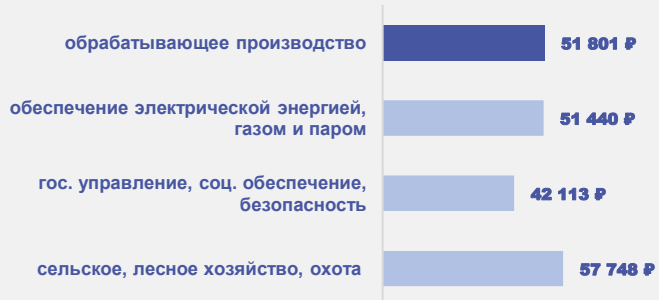 обрабатывающее производство 51 801 ₽
обеспечение электрической энергией,
газом и паром 51 440 ₽
гос. управление, соц. обеспечение,
безопасность 42 113 ₽
сельское, лесное хозяйство, охота 57 748 ₽